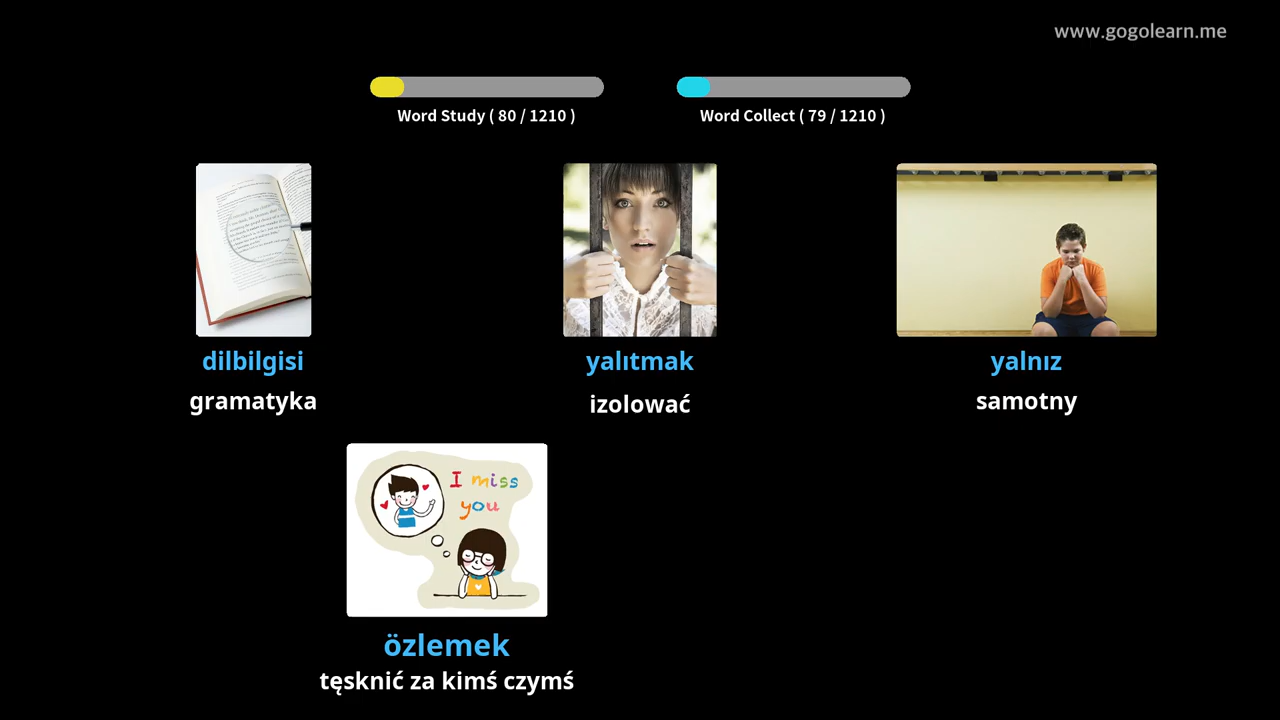 www.gogolearn.me
Word Study ( 80 / 1210 )
Word Collect ( 79 / 1210 )
dilbilgisi
yalıtmak
yalnız
gramatyka
izolować
samotny
I miss
you
özlemek
tęsknić za kimś czymś